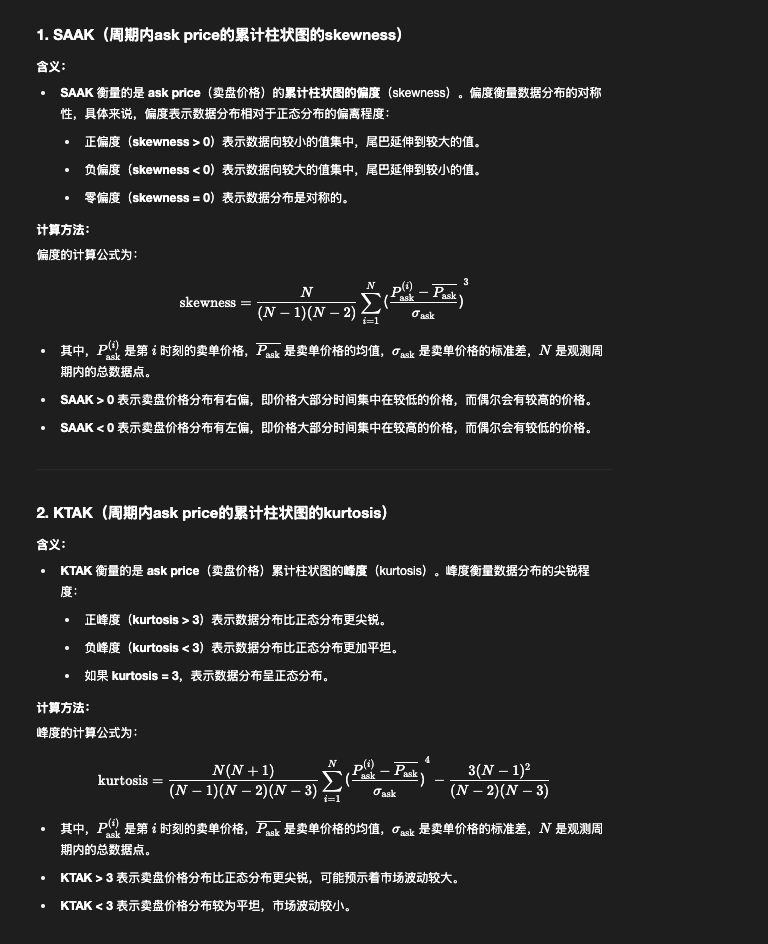 1. SAAK（周期内ask price的累计柱状图的skewness）
含义：
• SAAK 衡量的是 ask price（卖盘价格）的累计柱状图的偏度（skewness）。偏度衡量数据分布的对称
性，具体来说，偏度表示数据分布相对于正态分布的偏离程度：
• 正偏度（skewness > 0）表示数据向较小的值集中，尾巴延伸到较大的值。
• 负偏度（skewness < 0）表示数据向较大的值集中，尾巴延伸到较小的值。
• 零偏度（skewness = 0）表示数据分布是对称的。
计算方法：
偏度的计算公式为：
$$\text{skewness} = \frac{N}{(N-1)(N-2)} \sum_{i=1}^{N} (\frac{P_{\text{ask}}^{(i)} - \overline{P_{\text{ask}}}}{\sigma_{\text{ask}}})^3$$
• 其中，$P_{\text{ask}}^{(i)}$ 是第 $i$ 时刻的卖单价格，$\overline{P_{\text{ask}}}$ 是卖单价格的均值，$\sigma_{\text{ask}}$ 是卖单价格的标准差，$N$ 是观测周
期内的总数据点。
• SAAK > 0 表示卖盘价格分布有右偏，即价格大部分时间集中在较低的价格，而偶尔会有较高的价格。
• SAAK < 0 表示卖盘价格分布有左偏，即价格大部分时间集中在较高的价格，而偶尔会有较低的价格。
2. KTAK（周期内ask price的累计柱状图的kurtosis）
含义：
• KTAK 衡量的是 ask price（卖盘价格）累计柱状图的峰度（kurtosis）。峰度衡量数据分布的尖锐程
度：
• 正峰度（kurtosis > 3）表示数据分布比正态分布更尖锐。
• 负峰度（kurtosis < 3）表示数据分布比正态分布更加平坦。
• 如果 kurtosis = 3，表示数据分布呈正态分布。
计算方法：
峰度的计算公式为：
$$\text{kurtosis} = \frac{N(N+1)}{(N-1)(N-2)(N-3)} \sum_{i=1}^{N} (\frac{P_{\text{ask}}^{(i)} - \overline{P_{\text{ask}}}}{\sigma_{\text{ask}}})^4 - \frac{3(N-1)^2}{(N-2)(N-3)}$$
• 其中，$P_{\text{ask}}^{(i)}$ 是第 $i$ 时刻的卖单价格，$\overline{P_{\text{ask}}}$ 是卖单价格的均值，$\sigma_{\text{ask}}$ 是卖单价格的标准差，$N$ 是观测周
期内的总数据点。
• KTAK > 3 表示卖盘价格分布比正态分布更尖锐，可能预示着市场波动较大。
• KTAK < 3 表示卖盘价格分布较为平坦，市场波动较小。